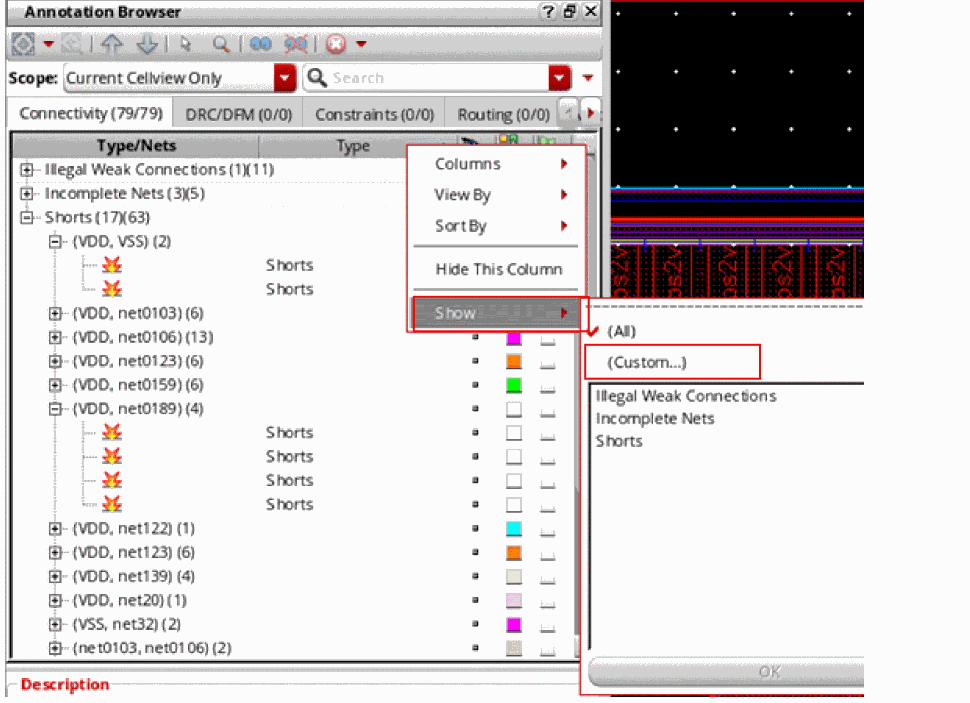 Annotation Browser
Scope: Current Cellview Only Search
Connectivity (79/79) DRC/DFM (0/0) Constraints (0/0) Routing (0/0)
Type/Nets Type
Illegal Weak Connections (1)(11)
Incomplete Nets (3)(5)
Shorts (17)(63)
(VDD, VSS) (2)
Shorts
Shorts
(VDD, net0103) (6)
(VDD, net0106) (13)
(VDD, net0123) (6)
(VDD, net0159) (6)
(VDD, net0189) (4)
Shorts
Shorts
Shorts
Shorts
(VDD, net122) (1)
(VDD, net123) (6)
(VDD, net139) (4)
(VDD, net20) (1)
(VSS, net32) (2)
(net0103, net0106) (2)
Description
Columns
View By
Sort By
Hide This Column
Show
(All)
(Custom...)
Illegal Weak Connections
Incomplete Nets
Shorts
OK